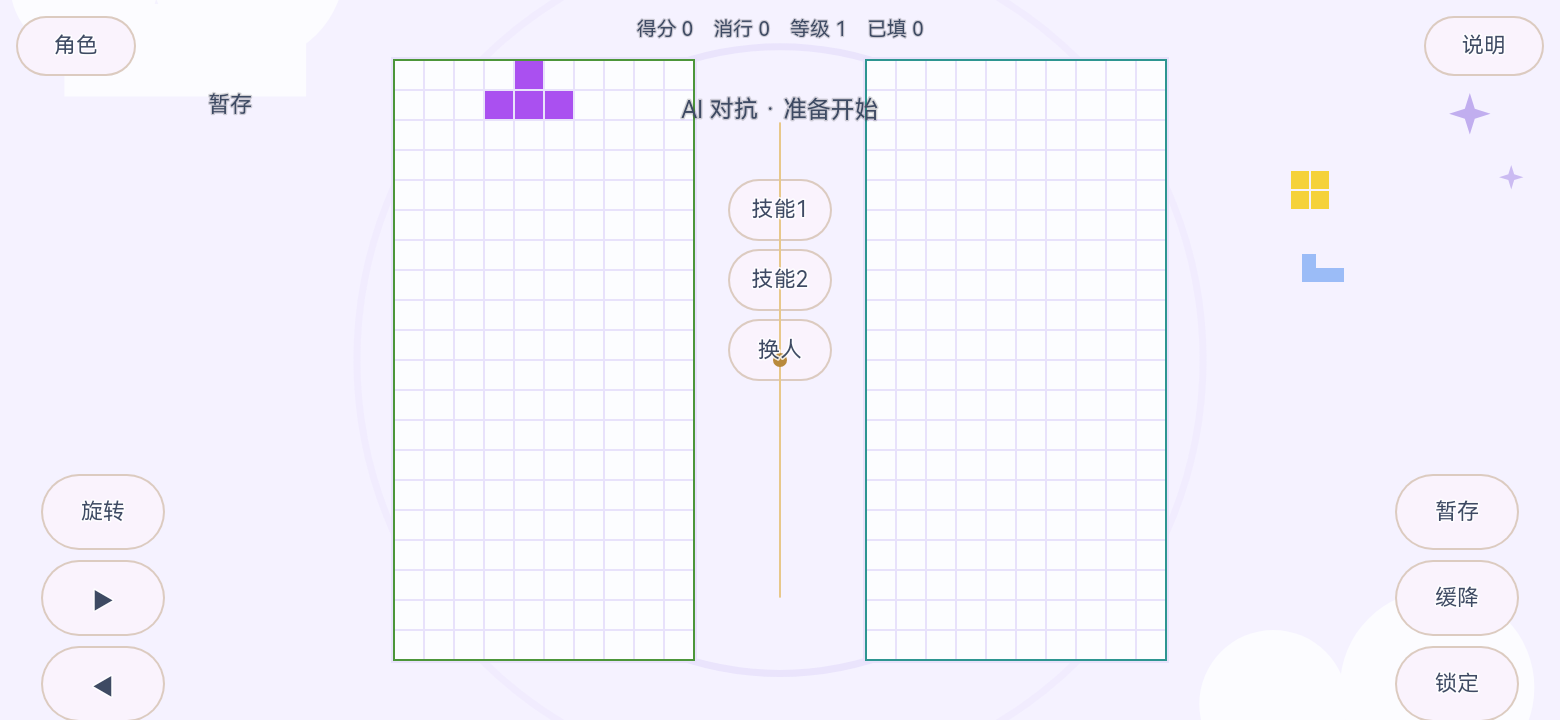 得分 0 消行 0 等级 1 已填 0
角色
说明
暂存
AI 对抗 · 准备开始
技能1
技能2
换人
旋转
▶
◀
暂存
缓降
锁定